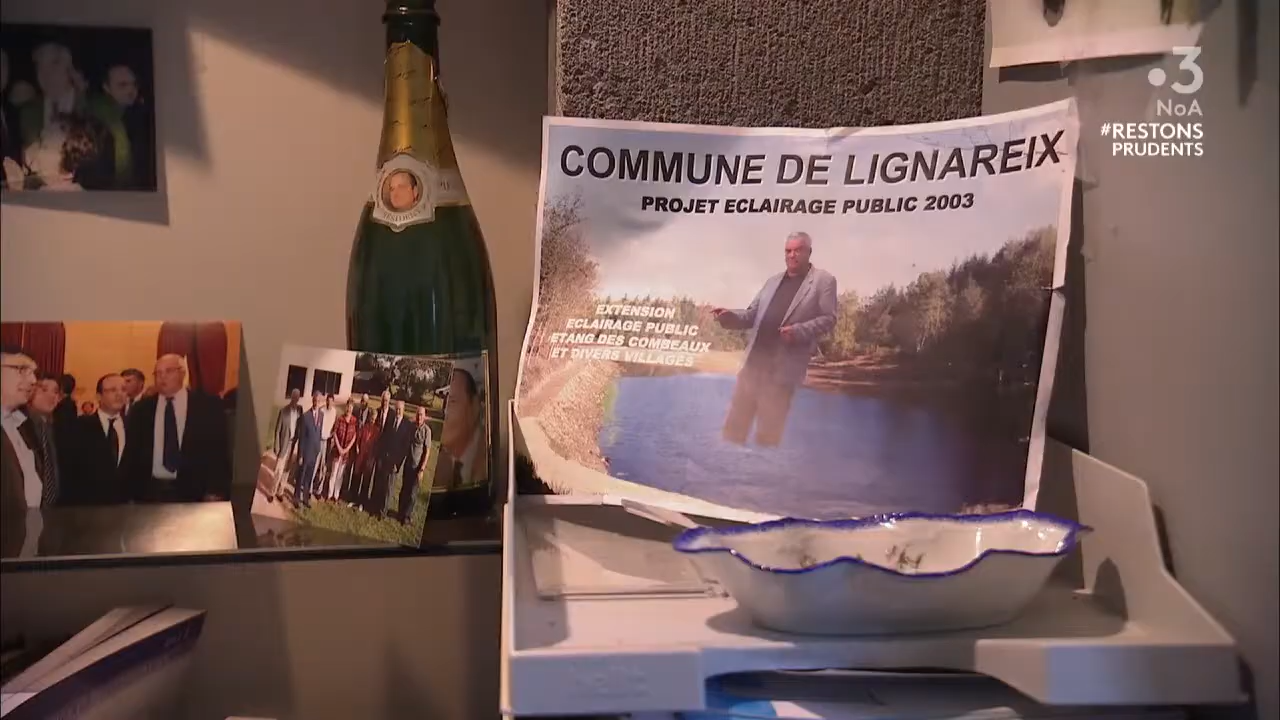 COMMUNE DE LIGNAREIX
PROJET ECLAIRAGE PUBLIC 2003
EXTENSION
ECLAIRAGE PUBLIC
ETANG DES COMBEAUX
ET DIVERS VILLAGES
3
NoA
#RESTONS
PRUDENTS